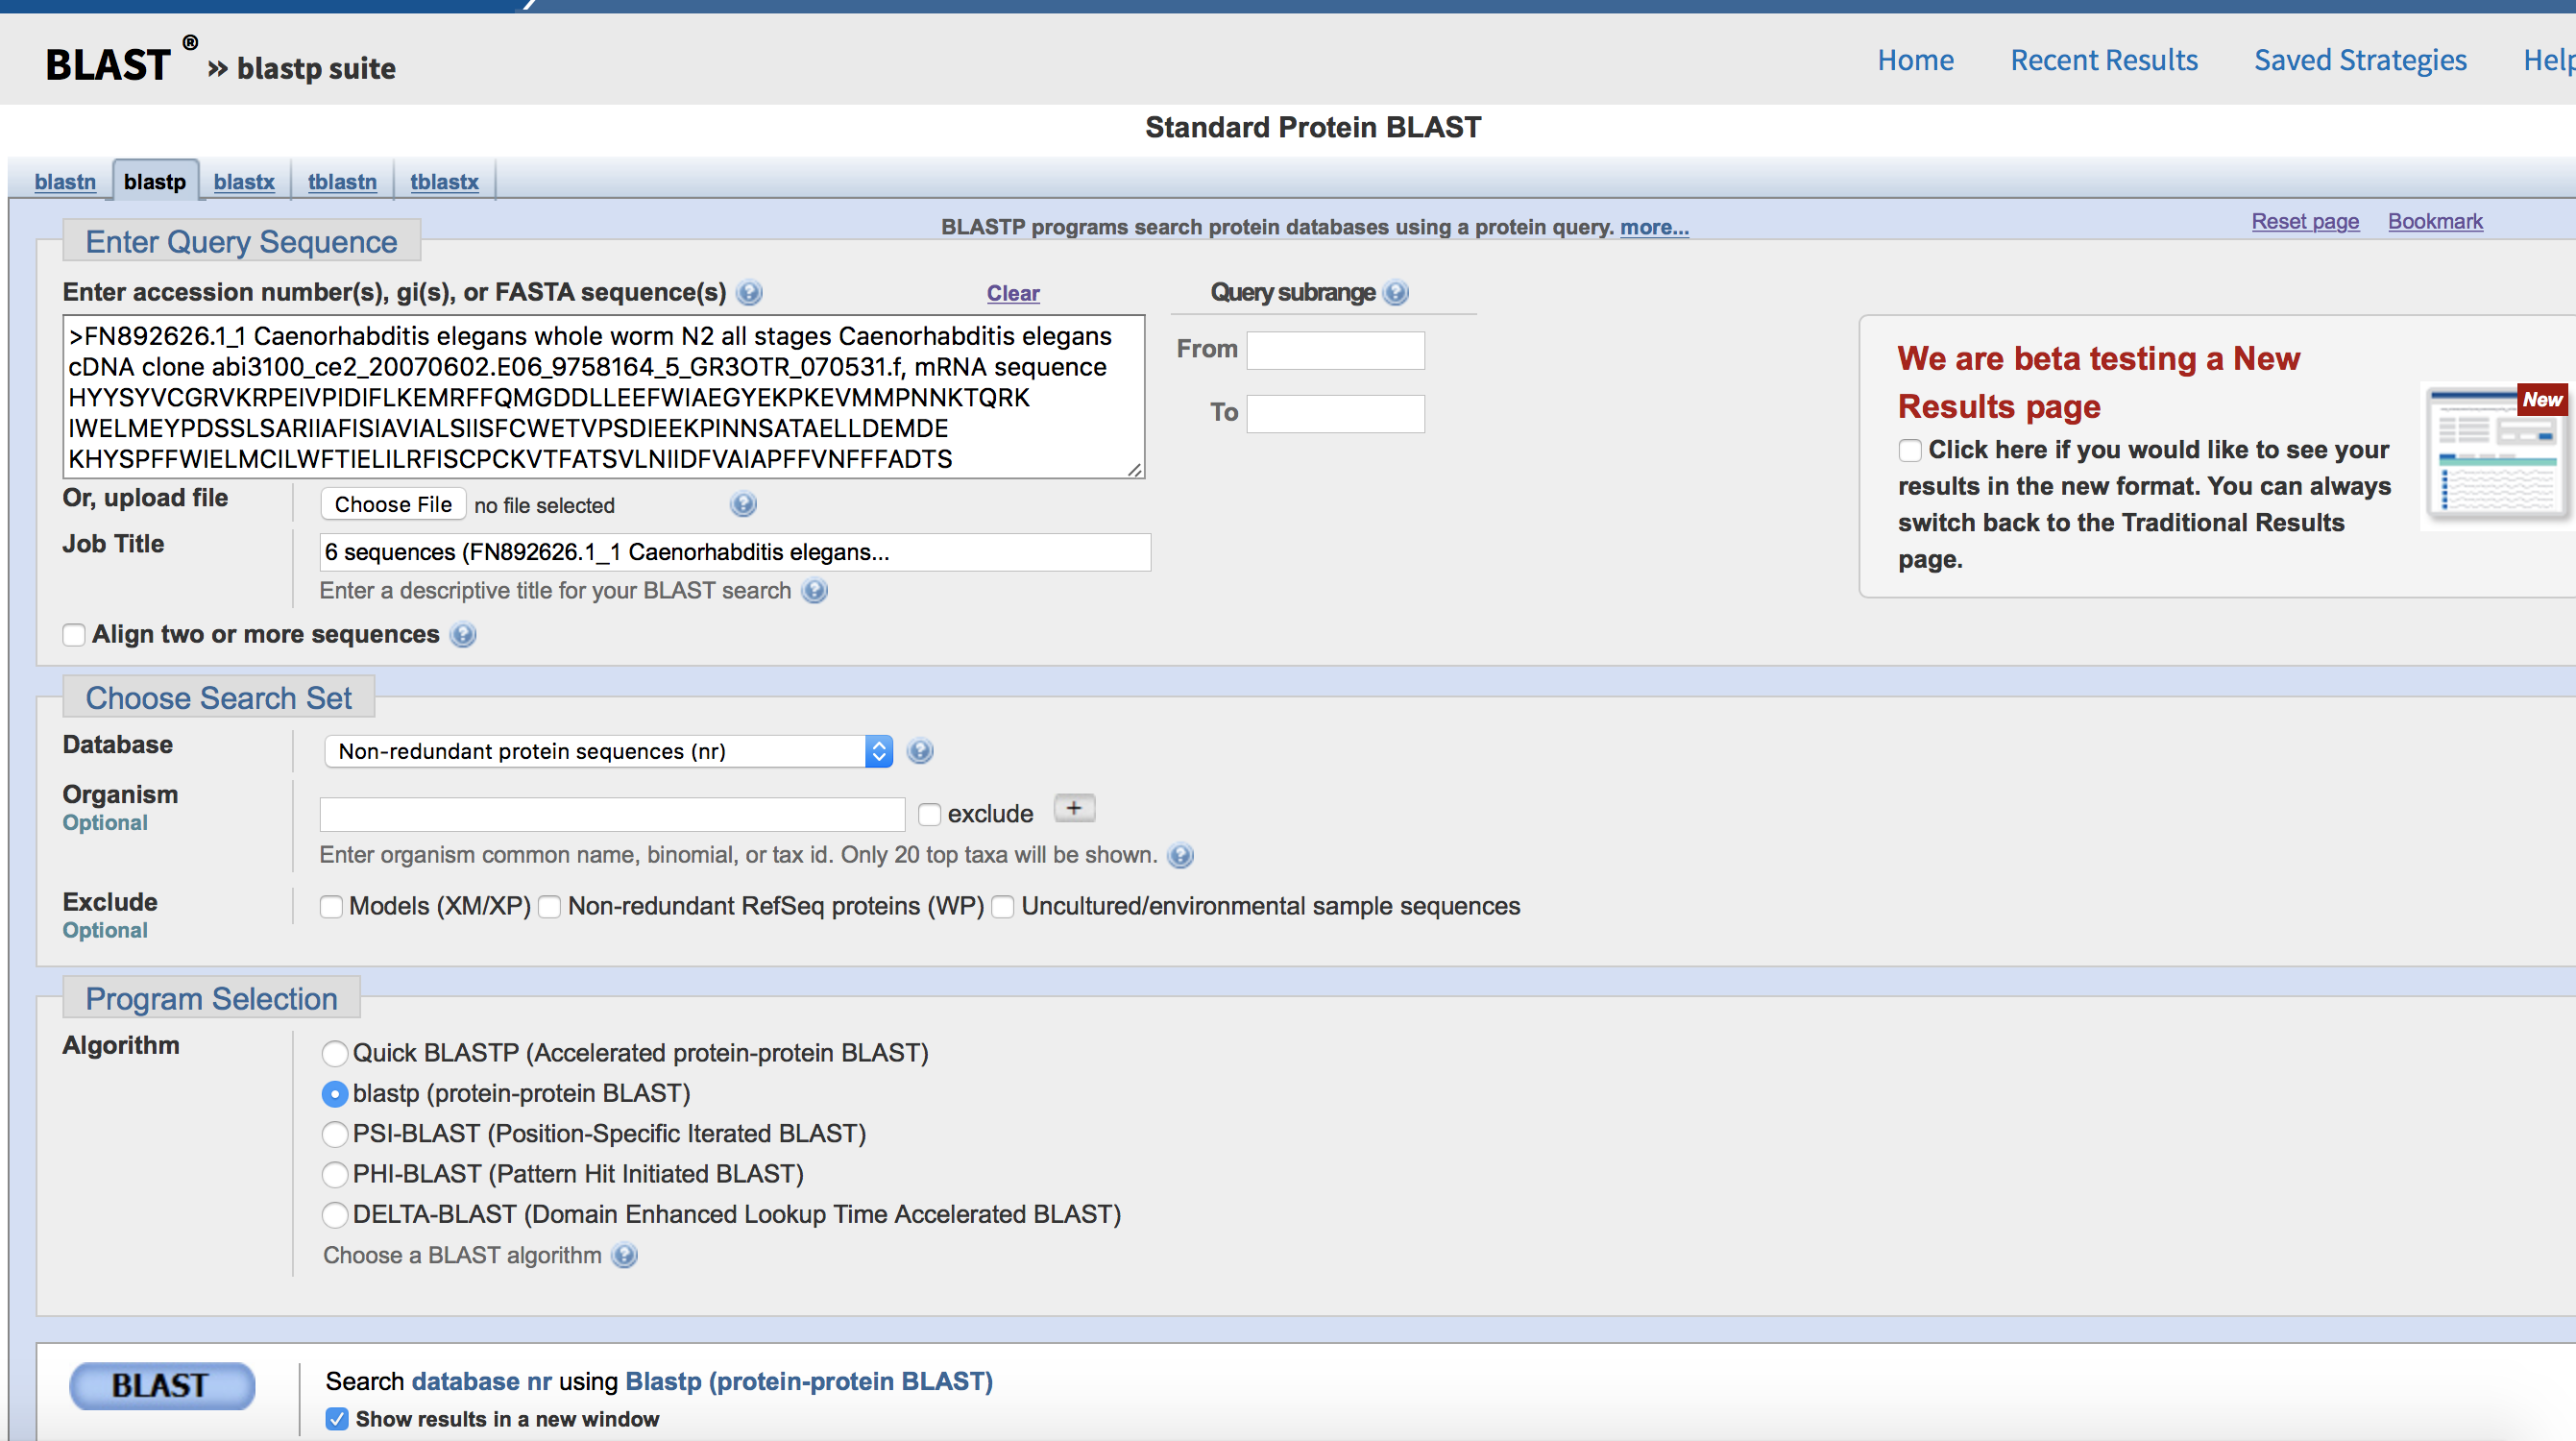 BLAST ® » blastp suite
Home Recent Results Saved Strategies Help
Standard Protein BLAST
blastn blastp blastx tblastn tblastx
BLASTP programs search protein databases using a protein query. more...
Reset page Bookmark
Enter Query Sequence
Enter accession number(s), gi(s), or FASTA sequence(s)
Clear
Query subrange
>FN892626.1_1 Caenorhabditis elegans whole worm N2 all stages Caenorhabditis elegans
cDNA clone abi3100_ce2_20070602.E06_9758164_5_GR3OTR_070531.f, mRNA sequence
HYYSYVCGRVKRPEIVPIDIFLKEMRFFQMGDDLLEEFWIAEGYEKPKEVMMPNNKTQRK
IWELMEYPDSSLSARIIAFISIAVIALSIISFCWETVPSDIEEKPINNSATAELLDEMDE
KHYSPFFWIELMCILWFTIELILRFISCPCKVTFATSVLNIIDFVAIAPFFVNFFFADTS
From
To
We are beta testing a New
Results page
New
Click here if you would like to see your
results in the new format. You can always
switch back to the Traditional Results
page.
Or, upload file
Choose File no file selected
Job Title
6 sequences (FN892626.1_1 Caenorhabditis elegans...
Enter a descriptive title for your BLAST search
Align two or more sequences
Choose Search Set
Database
Non-redundant protein sequences (nr)
Organism
Optional
exclude +
Enter organism common name, binomial, or tax id. Only 20 top taxa will be shown.
Exclude
Optional
Models (XM/XP) Non-redundant RefSeq proteins (WP) Uncultured/environmental sample sequences
Program Selection
Algorithm
Quick BLASTP (Accelerated protein-protein BLAST)
blastp (protein-protein BLAST)
PSI-BLAST (Position-Specific Iterated BLAST)
PHI-BLAST (Pattern Hit Initiated BLAST)
DELTA-BLAST (Domain Enhanced Lookup Time Accelerated BLAST)
Choose a BLAST algorithm
BLAST
Search database nr using Blastp (protein-protein BLAST)
Show results in a new window